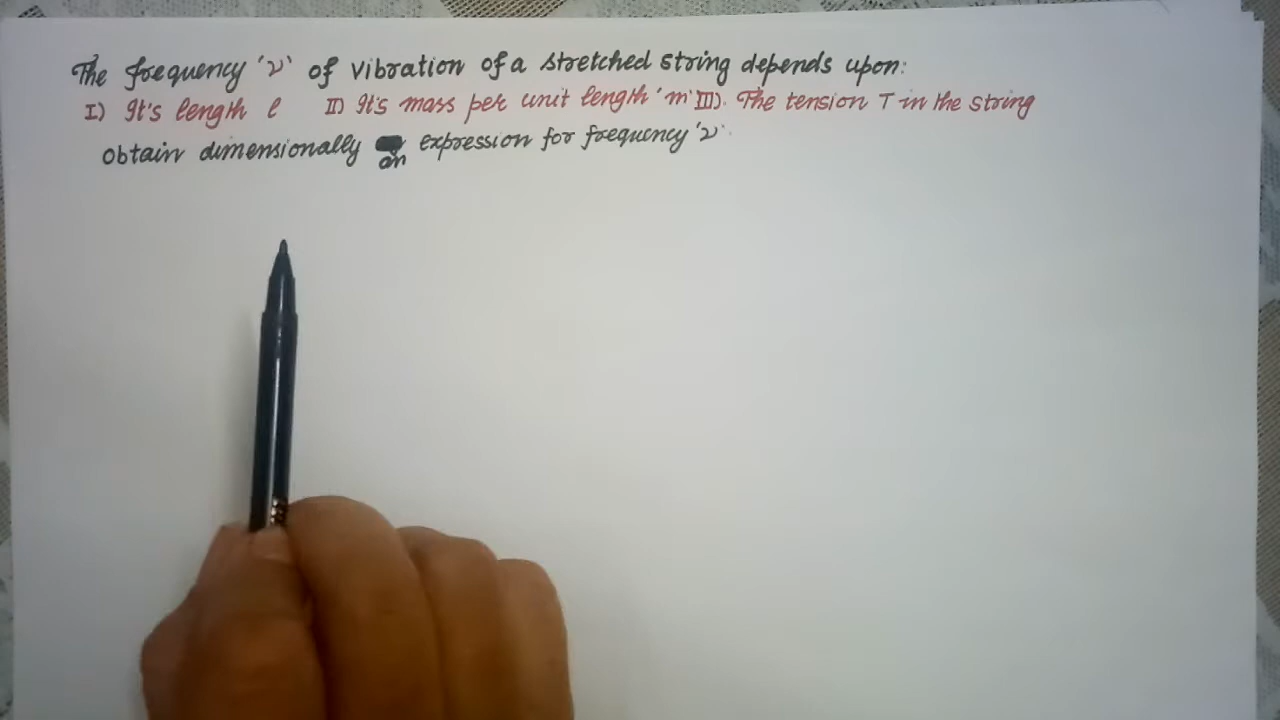 The frequency 'ν' of vibration of a stretched string depends upon:
I) It's length l II) It's mass per unit length 'm' III). The tension T in the string
Obtain dimensionally an expression for frequency 'ν'.